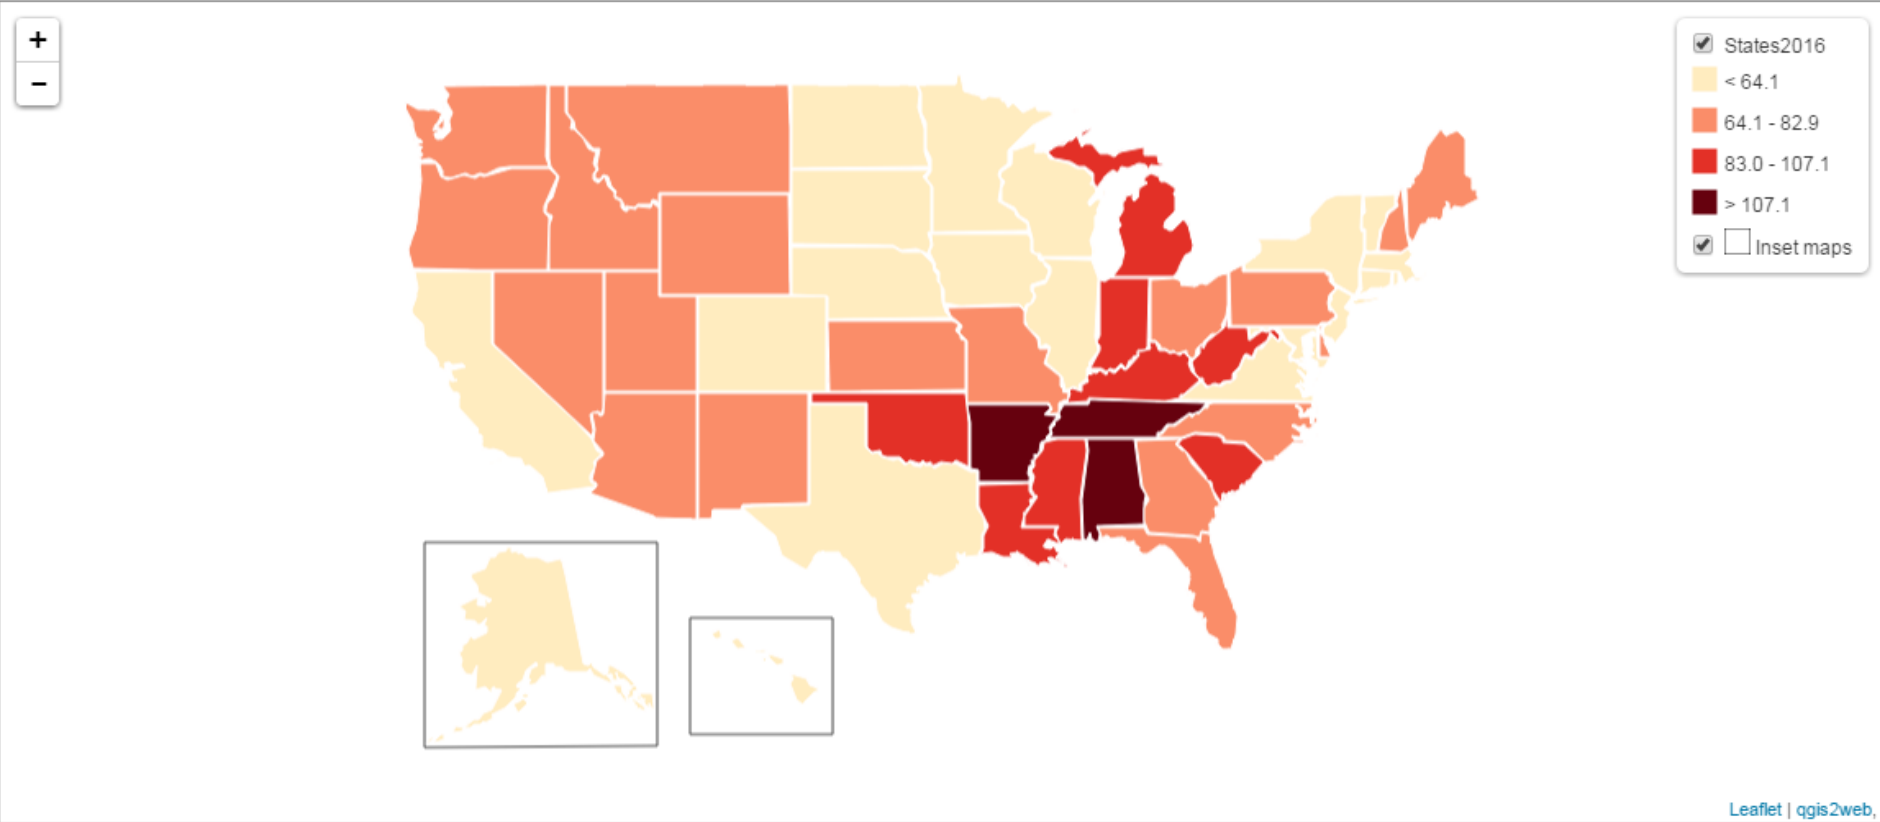 +
−
States2016
< 64.1
64.1 - 82.9
83.0 - 107.1
> 107.1
Inset maps
Leaflet | qgis2web,